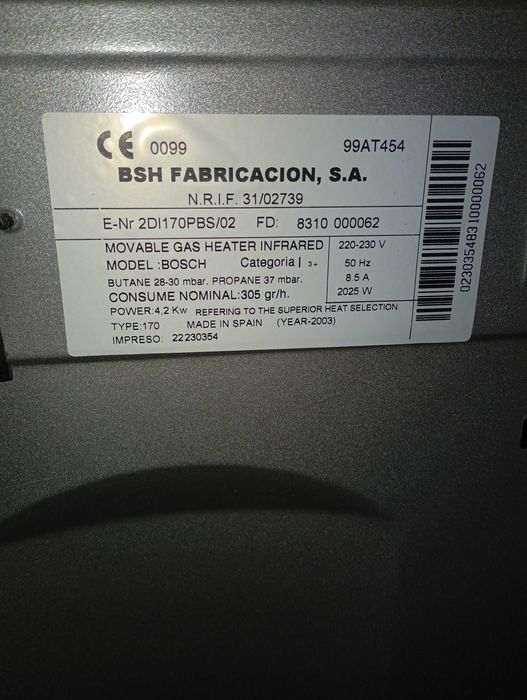 CE 0099 99AT454
BSH FABRICACION, S.A.
N.R.I.F. 31/02739
E-Nr 2DI170PBS/02 FD: 8310 000062
MOVABLE GAS HEATER INFRARED 220-230 V
MODEL :BOSCH Categoria I 3+ 50 Hz
BUTANE 28-30 mbar. PROPANE 37 mbar. 8.5 A
CONSUME NOMINAL:305 gr/h. 2025 W
POWER:4,2 Kw REFERING TO THE SUPERIOR HEAT SELECTION
TYPE:170 MADE IN SPAIN (YEAR-2003)
IMPRESO: 22230354
02303548310000062